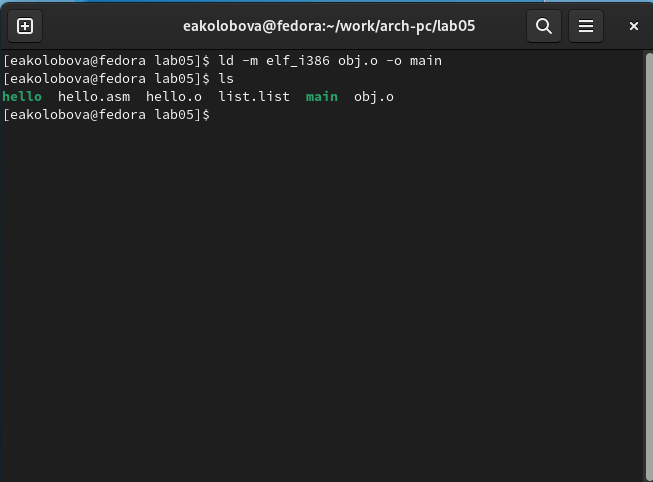 eakolobova@fedora:~/work/arch-pc/lab05
[eakolobova@fedora lab05]$ ld -m elf_i386 obj.o -o main
[eakolobova@fedora lab05]$ ls
hello  hello.asm  hello.o  list.list  main  obj.o
[eakolobova@fedora lab05]$